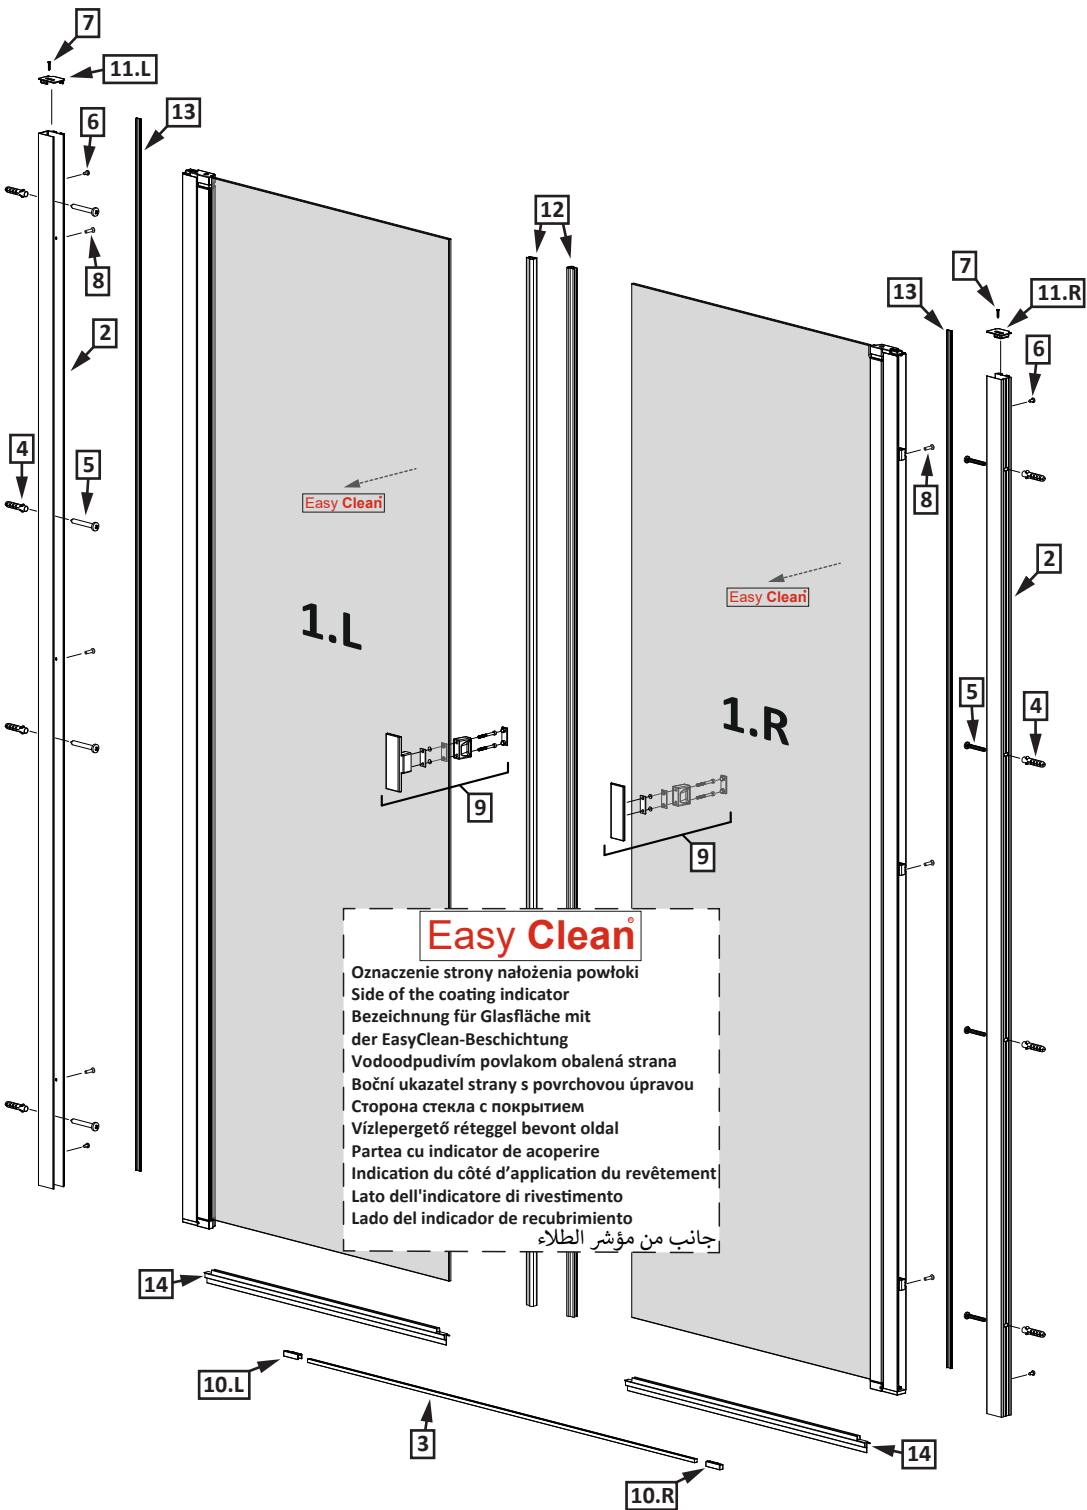 7
11.L
6
13
12
8
7
11.R
13
2
6
4
5
8
Easy Clean
2
Easy Clean
1.L
1.R
5
4
9
9
Easy Clean®
Oznaczenie strony nałożenia powłoki
Side of the coating indicator
Bezeichnung für Glasfläche mit
der EasyClean-Beschichtung
Vodoodpudivím povlakom obalená strana
Boční ukazatel strany s povrchovou úpravou
Сторона стекла с покрытием
Vízlepergető réteggel bevont oldal
Partea cu indicator de acoperire
Indication du côté d’application du revêtement
Lato dell'indicatore di rivestimento
Lado del indicador de recubrimiento
جانب من مؤشر الطلاء
14
10.L
3
14
10.R